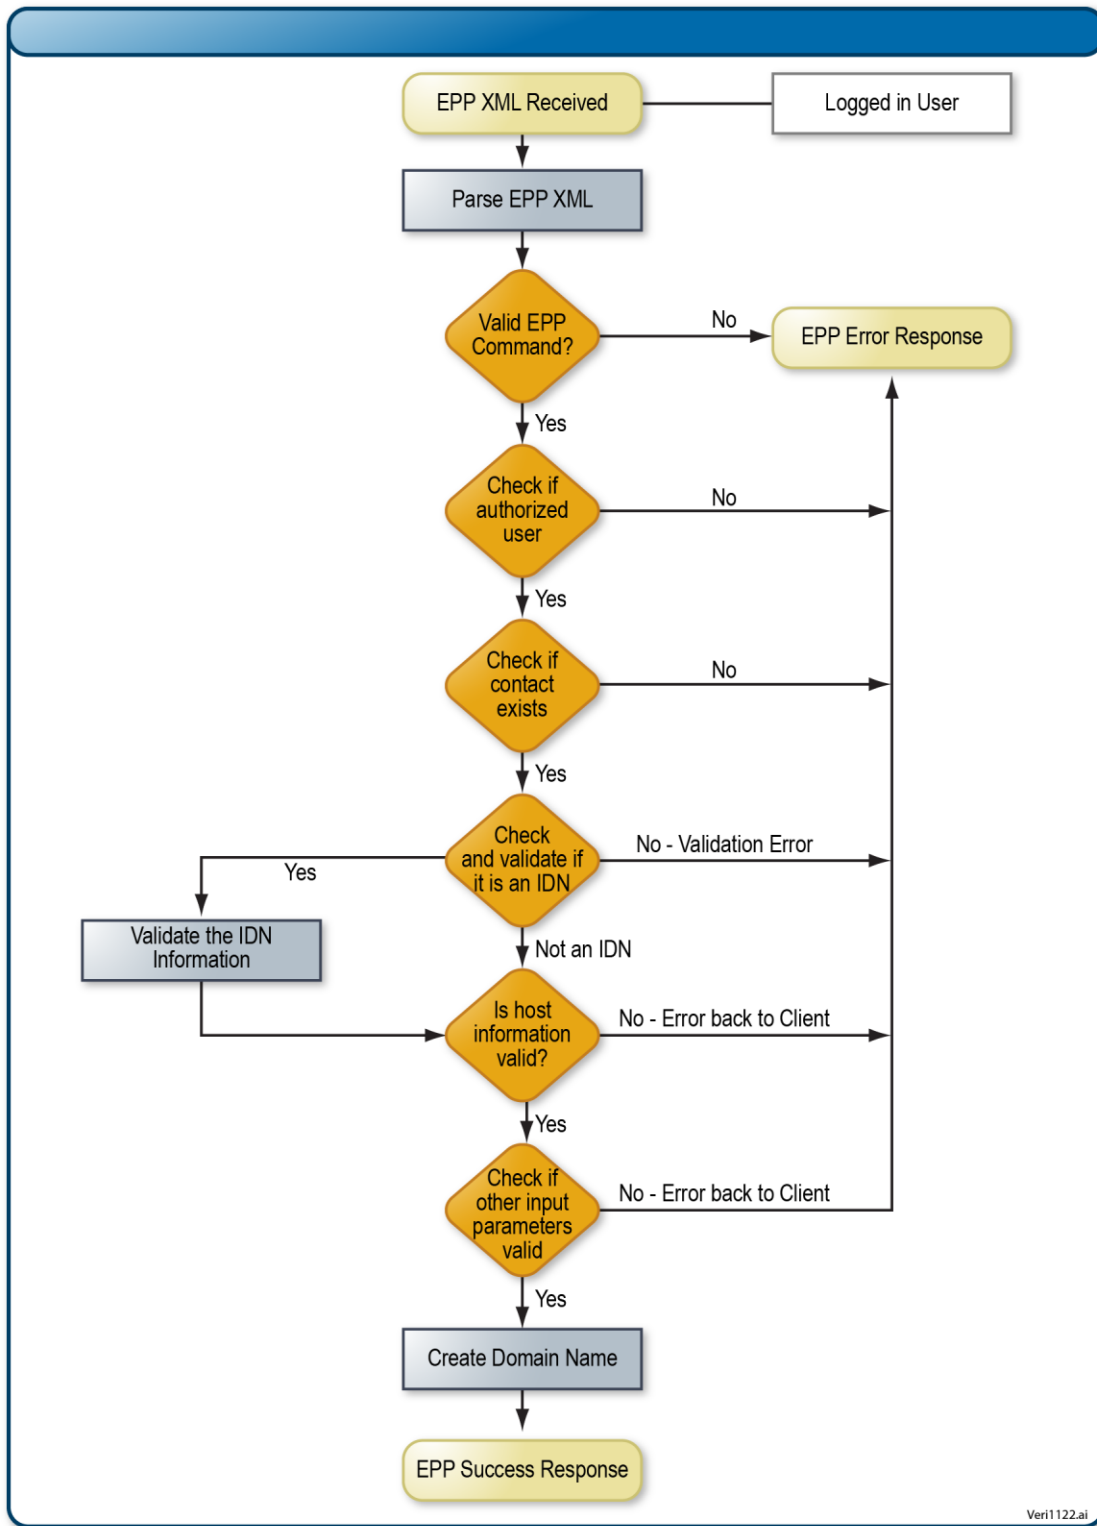 EPP XML Received
Logged in User
Parse EPP XML
Valid EPP
Command?
No
EPP Error Response
Yes
Check if
authorized
user
No
Yes
Check if
contact
exists
No
Yes
Check
and validate if
it is an IDN
No - Validation Error
Yes
Validate the IDN
Information
Not an IDN
Is host
information
valid?
No - Error back to Client
Yes
Check if
other input
parameters
valid
No - Error back to Client
Yes
Create Domain Name
EPP Success Response
Veri1122.ai